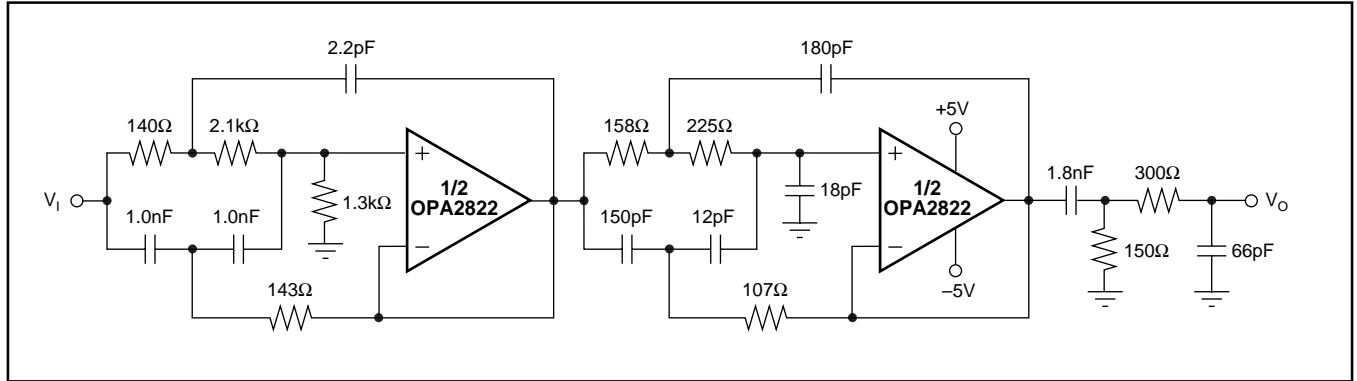 2.2pF
180pF
+5V
140Ω
2.1kΩ
158Ω
225Ω
1.8nF
300Ω
+
+
V_I
1/2
OPA2822
1.3kΩ
18pF
1/2
OPA2822
V_O
1.0nF
1.0nF
150pF
12pF
150Ω
66pF
−
−
−5V
143Ω
107Ω